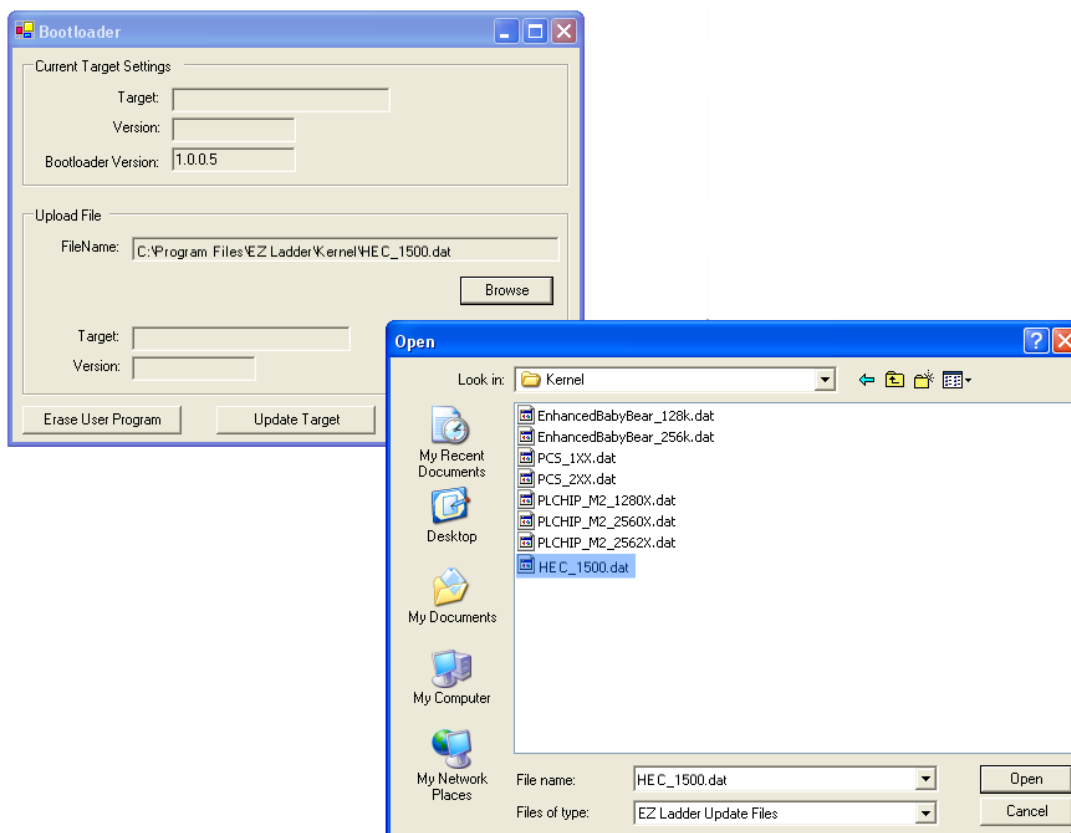 Bootloader
Current Target Settings
Target:
Version:
Bootloader Version: 1.0.0.5
Upload File
FileName: C:\Program Files\EZ Ladder\Kernel\HEC_1500.dat
Browse
Target:
Version:
Erase User Program
Update Target
Open
Look in: Kernel
My Recent
Documents
Desktop
My Documents
My Computer
My Network
Places
EnhancedBabyBear_128k.dat
EnhancedBabyBear_256k.dat
PCS_1XX.dat
PCS_2XX.dat
PLCHIP_M2_1280X.dat
PLCHIP_M2_2560X.dat
PLCHIP_M2_2562X.dat
HEC_1500.dat
File name: HEC_1500.dat
Open
Files of type: EZ Ladder Update Files
Cancel